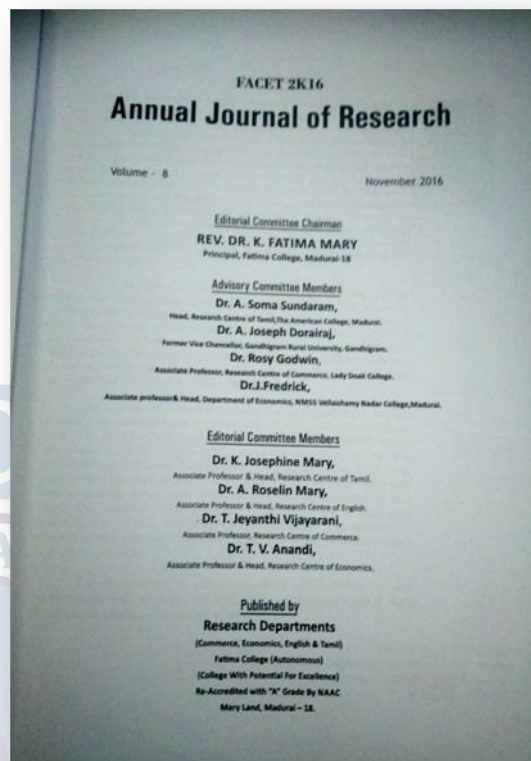 FACET 2K16
Annual Journal of Research
Volume - 8
November 2016
Editorial Committee Chairman
REV. DR. K. FATIMA MARY
Principal, Fatima College, Madurai-18
Advisory Committee Members
Dr. A. Soma Sundaram,
Head, Research Centre of Tamil,The American College, Madurai.
Dr. A. Joseph Dorairaj,
Former Vice Chancellor, Gandhigram Rural University, Gandhigram.
Dr. Rosy Godwin,
Associate Professor, Research Centre of Commerce, Lady Doak College.
Dr.J.Fredrick,
Associate professor& Head, Department of Economics, NMSS Vellaichamy Nadar College,Madurai.
Editorial Committee Members
Dr. K. Josephine Mary,
Associate Professor & Head, Research Centre of Tamil.
Dr. A. Roselin Mary,
Associate Professor & Head, Research Centre of English.
Dr. T. Jeyanthi Vijayarani,
Associate Professor, Research Centre of Commerce.
Dr. T. V. Anandi,
Associate Professor & Head, Research Centre of Economics.
Published by
Research Departments
(Commerce, Economics, English & Tamil)
Fatima College (Autonomous)
(College With Potential For Excellence)
Re-Accredited with "A" Grade By NAAC
Mary Land, Madurai – 18.